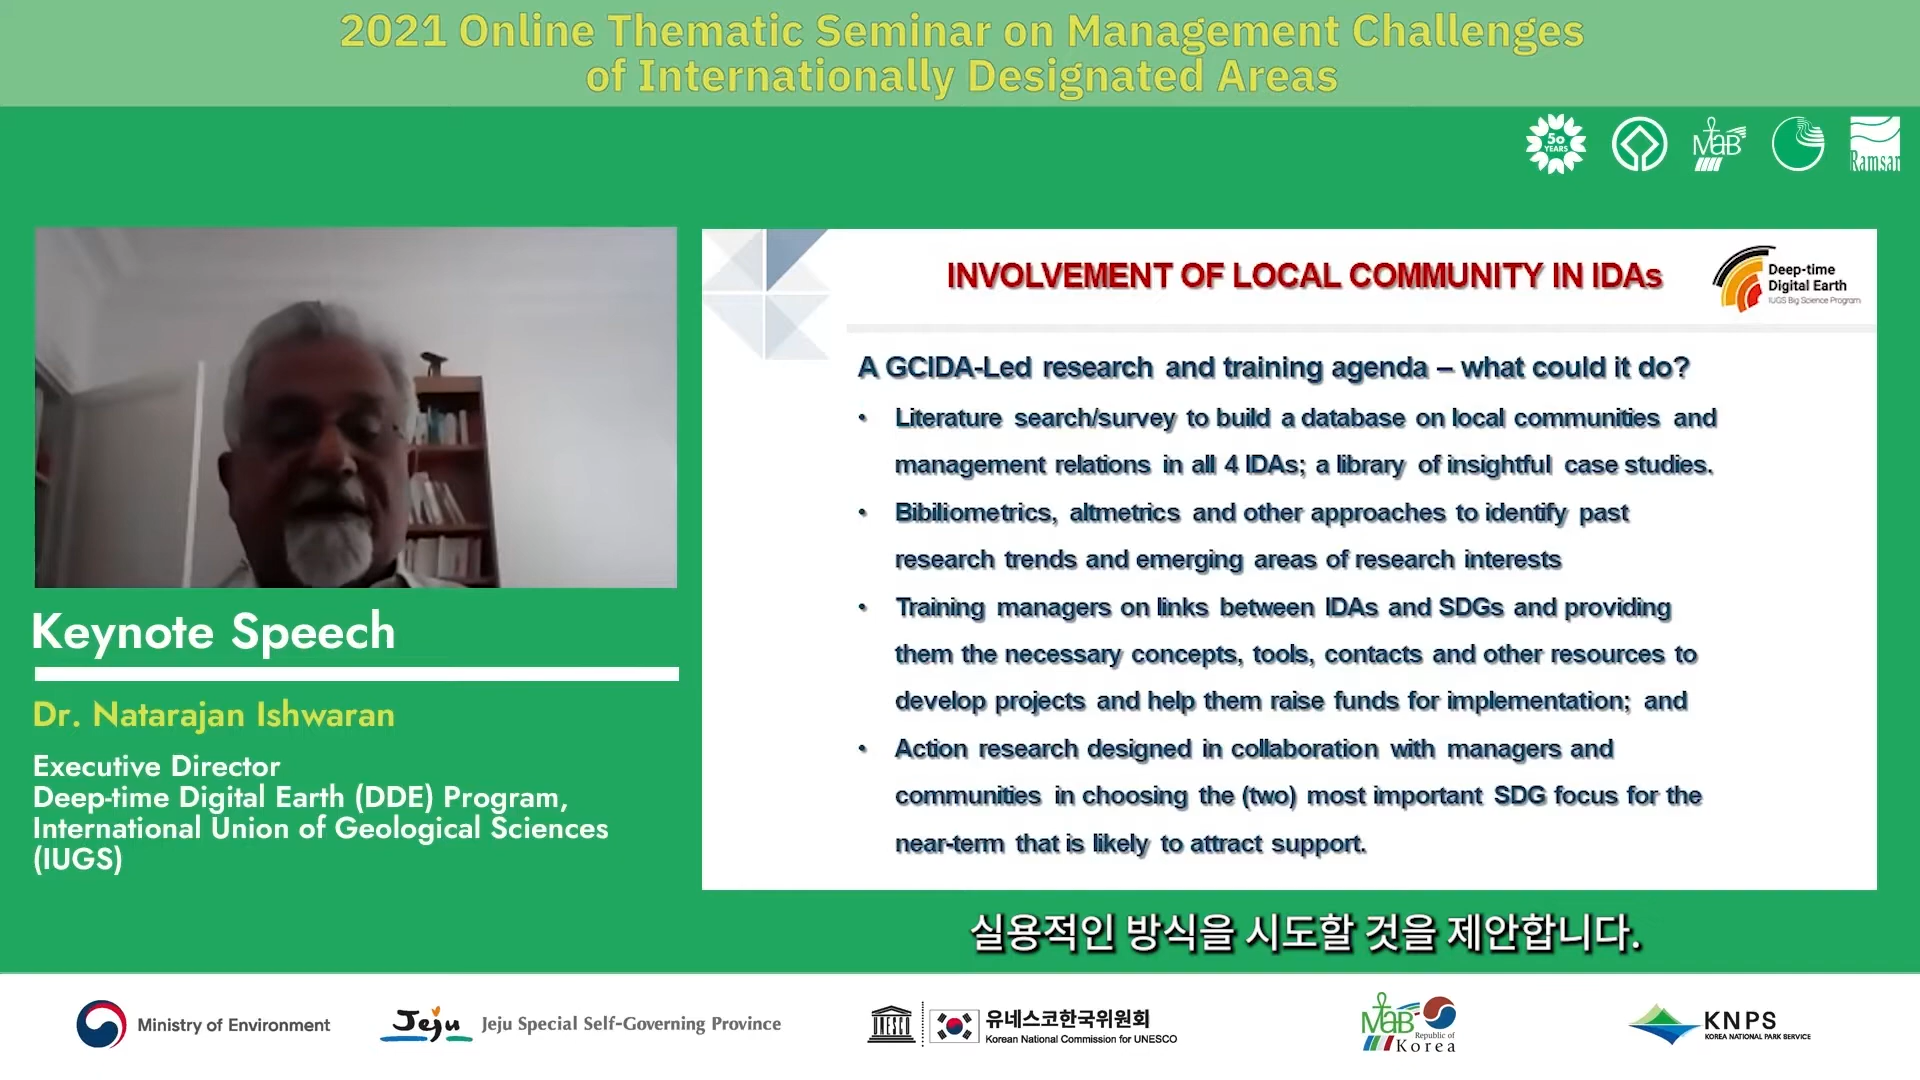 2021 Online Thematic Seminar on Management Challenges
of Internationally Designated Areas
50
YEARS
MaB
Ramsar
INVOLVEMENT OF LOCAL COMMUNITY IN IDAs
Deep-time
Digital Earth
IUGS Big Science Program
A GCIDA-Led research and training agenda – what could it do?
• Literature search/survey to build a database on local communities and
management relations in all 4 IDAs; a library of insightful case studies.
• Bibiliometrics, altmetrics and other approaches to identify past
research trends and emerging areas of research interests
• Training managers on links between IDAs and SDGs and providing
them the necessary concepts, tools, contacts and other resources to
develop projects and help them raise funds for implementation; and
• Action research designed in collaboration with managers and
communities in choosing the (two) most important SDG focus for the
near-term that is likely to attract support.
Keynote Speech
Dr. Natarajan Ishwaran
Executive Director
Deep-time Digital Earth (DDE) Program,
International Union of Geological Sciences
(IUGS)
실용적인 방식을 시도할 것을 제안합니다.
Ministry of Environment
Jeju
Jeju Special Self-Governing Province
UNESCO
유네스코한국위원회
Korean National Commission for UNESCO
MaB
Republic of
Korea
KNPS
KOREA NATIONAL PARK SERVICE